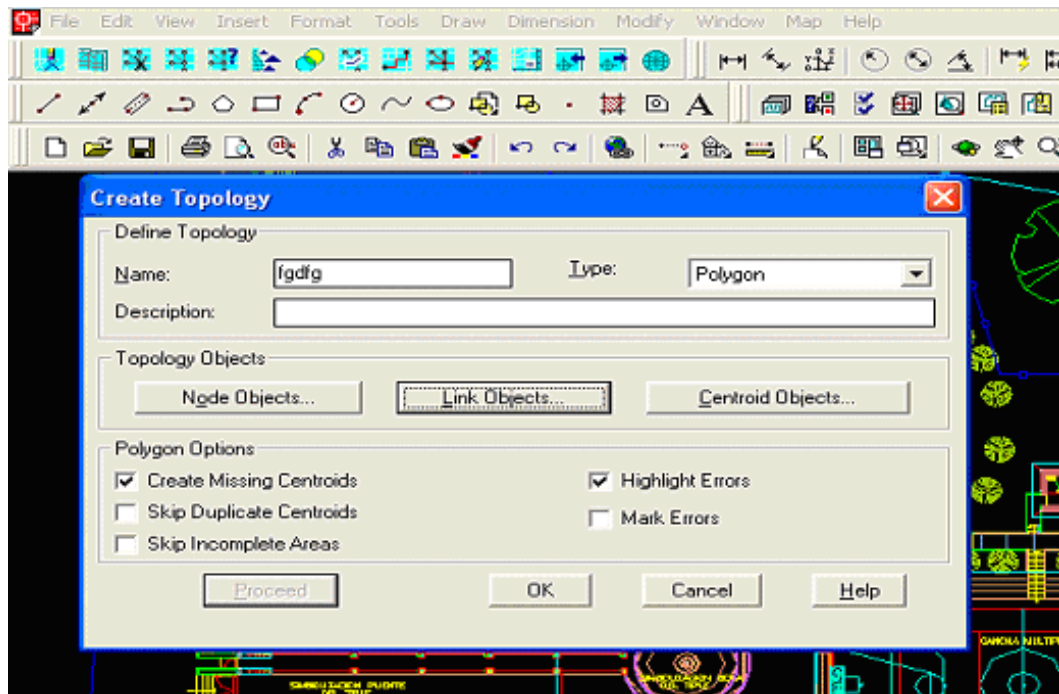 File Edit View Insert Format Tools Draw Dimension Modify Window Map Help
Create Topology
Define Topology
Name: fgdfg Type: Polygon
Description:
Topology Objects
Node Objects... Link Objects... Centroid Objects...
Polygon Options
Create Missing Centroids Highlight Errors
Skip Duplicate Centroids Mark Errors
Skip Incomplete Areas
Proceed OK Cancel Help